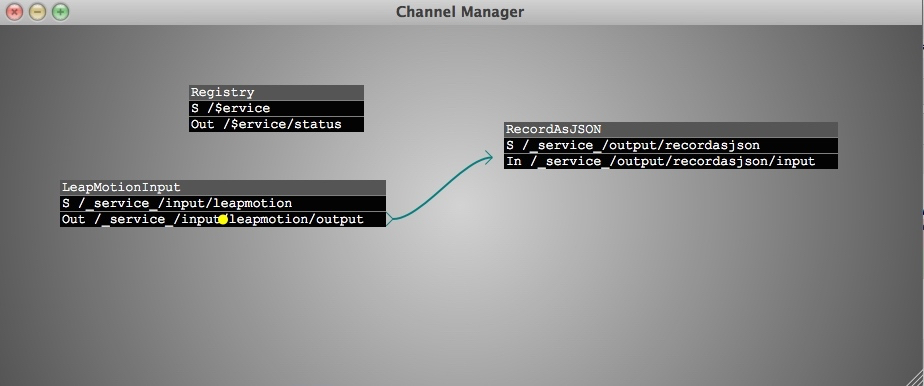 Channel Manager
Registry
S /$ervice
Out /$ervice/status
RecordAsJSON
S /_service_/output/recordasjson
In /_service_/output/recordasjson/input
LeapMotionInput
S /_service_/input/leapmotion
Out /_service_/input/leapmotion/output